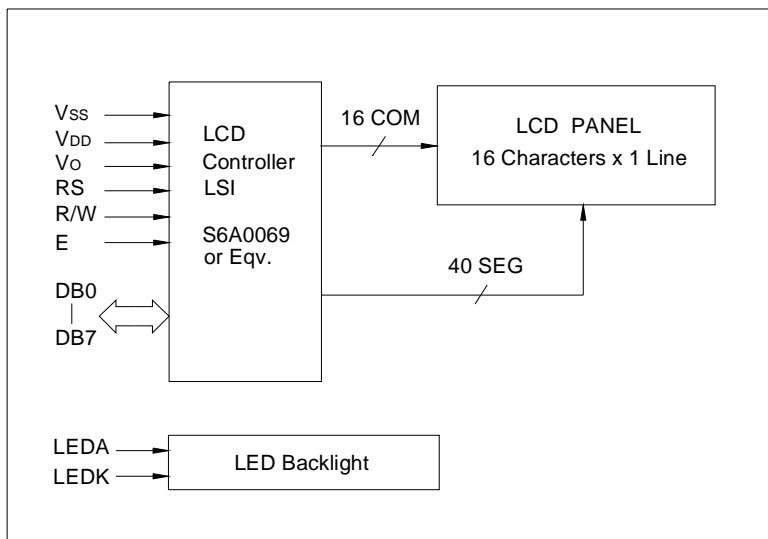 VSS
VDD
VO
RS
R/W
E
DB0
DB7
LCD
Controller
LSI
S6A0069
or Eqv.
16 COM
LCD PANEL
16 Characters x 1 Line
40 SEG
LEDA
LEDK
LED Backlight